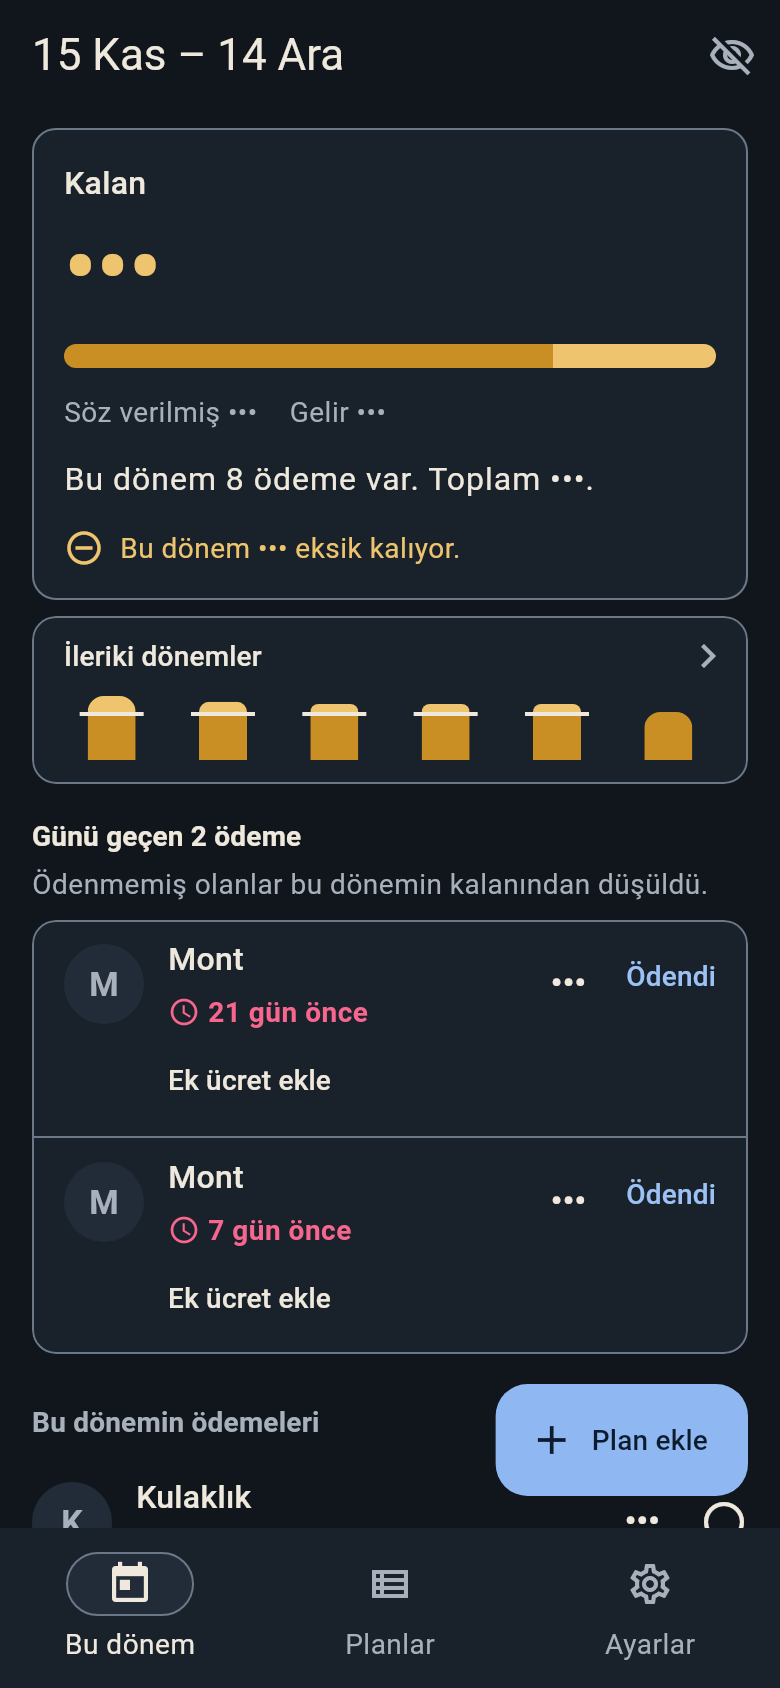 15 Kas – 14 Ara
Kalan
•••
Söz verilmiş ••• Gelir •••
Bu dönem 8 ödeme var. Toplam •••.
Bu dönem ••• eksik kalıyor.
İleriki dönemler
Günü geçen 2 ödeme
Ödenmemiş olanlar bu dönemin kalanından düşüldü.
M
Mont
21 gün önce
•••
Ödendi
Ek ücret ekle
M
Mont
7 gün önce
•••
Ödendi
Ek ücret ekle
Bu dönemin ödemeleri
Plan ekle
K
Kulaklık
•••
Bu dönem
Planlar
Ayarlar